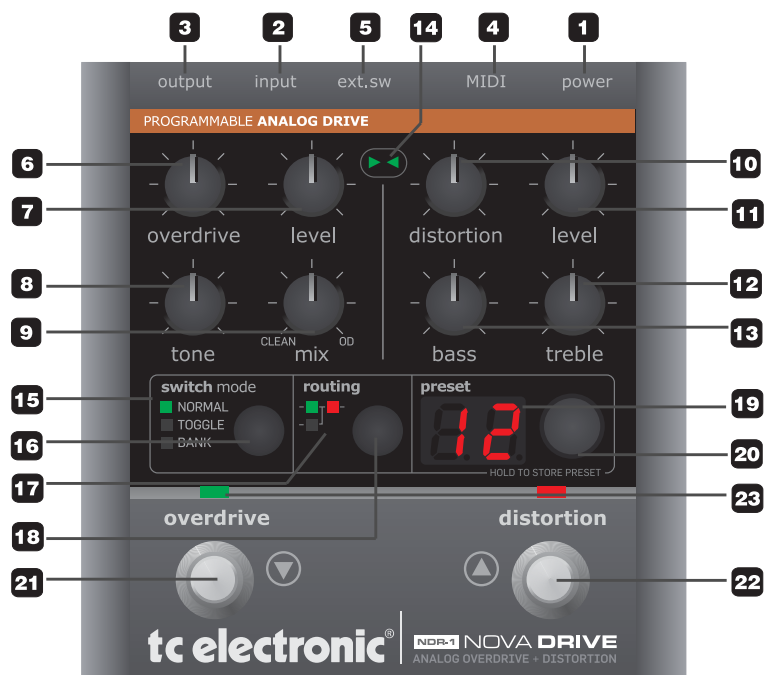 3 2 5 14 4 1
output input ext.sw MIDI power
PROGRAMMABLE ANALOG DRIVE
6 10
7 11
overdrive level distortion level
8 12
9 13
CLEAN OD
tone mix bass treble
switch mode routing preset
15 NORMAL 19
TOGGLE 12
16 BANK 20
HOLD TO STORE PRESET
17 23
overdrive distortion
18
21 22
tc electronic® NDR-1 NOVA DRIVE
ANALOG OVERDRIVE + DISTORTION